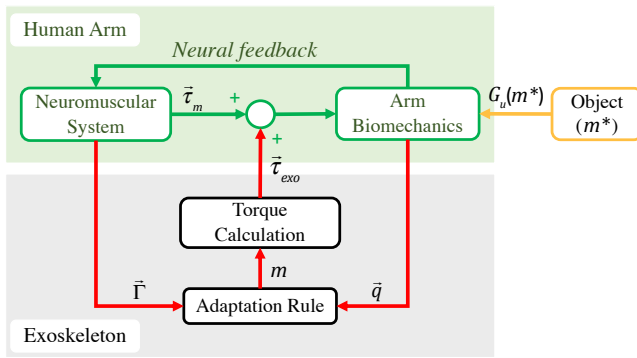 Human Arm
Neural feedback
Neuromuscular
System
τ⃗ₘ
+
+
Arm
Biomechanics
Gᵤ(m*)
Object
(m*)
τ⃗ₑₓₒ
Torque
Calculation
m
Γ⃗
Adaptation Rule
q⃗
Exoskeleton